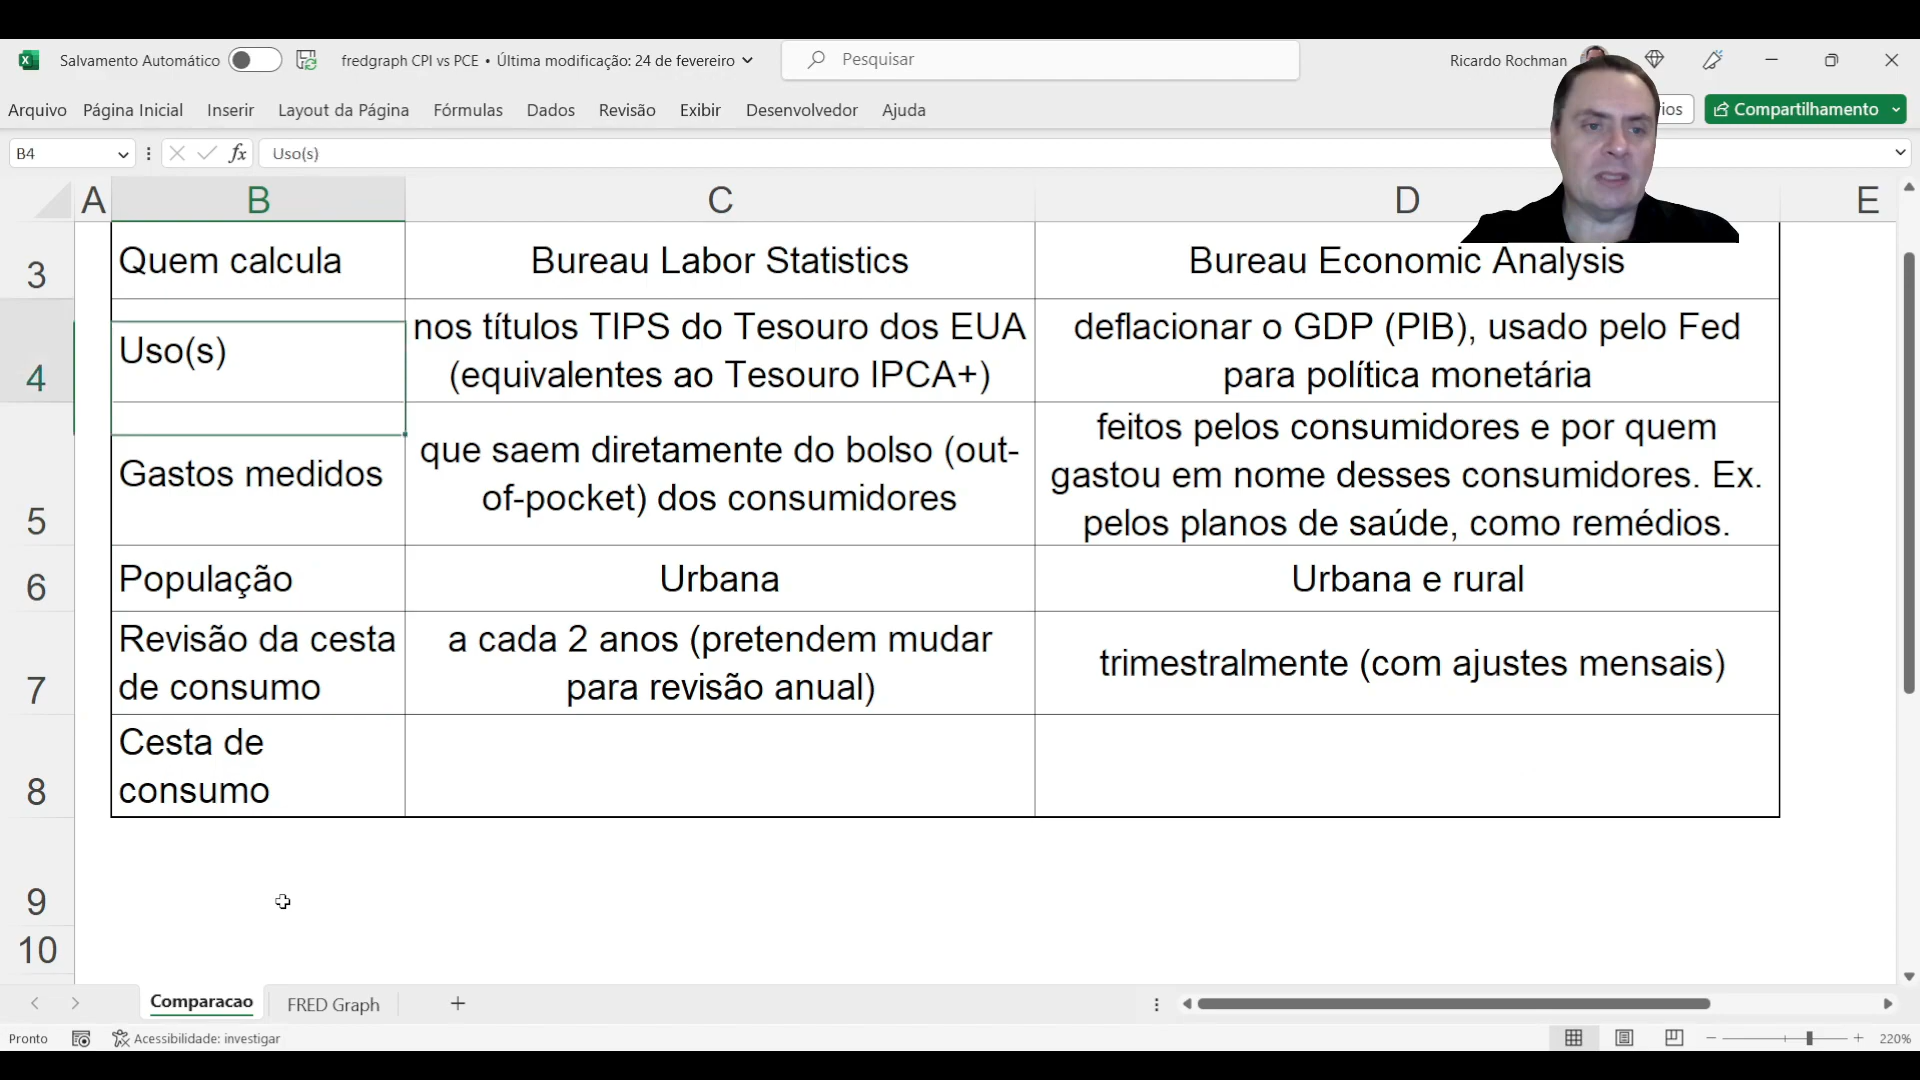 Salvamento Automático
fredgraph CPI vs PCE • Última modificação: 24 de fevereiro
Pesquisar
Ricardo Rochman
Arquivo Página Inicial Inserir Layout da Página Fórmulas Dados Revisão Exibir Desenvolvedor Ajuda
Compartilhamento
B4
fx
Uso(s)
A B C D E
3 Quem calcula Bureau Labor Statistics Bureau Economic Analysis
4 Uso(s)
nos títulos TIPS do Tesouro dos EUA
(equivalentes ao Tesouro IPCA+)
deflacionar o GDP (PIB), usado pelo Fed
para política monetária
5 Gastos medidos
que saem diretamente do bolso (out-
of-pocket) dos consumidores
feitos pelos consumidores e por quem
gastou em nome desses consumidores. Ex.
pelos planos de saúde, como remédios.
6 População Urbana Urbana e rural
7 Revisão da cesta
de consumo
a cada 2 anos (pretendem mudar
para revisão anual)
trimestralmente (com ajustes mensais)
8 Cesta de
consumo
9
10
Comparacao FRED Graph
Pronto
Acessibilidade: investigar
220%